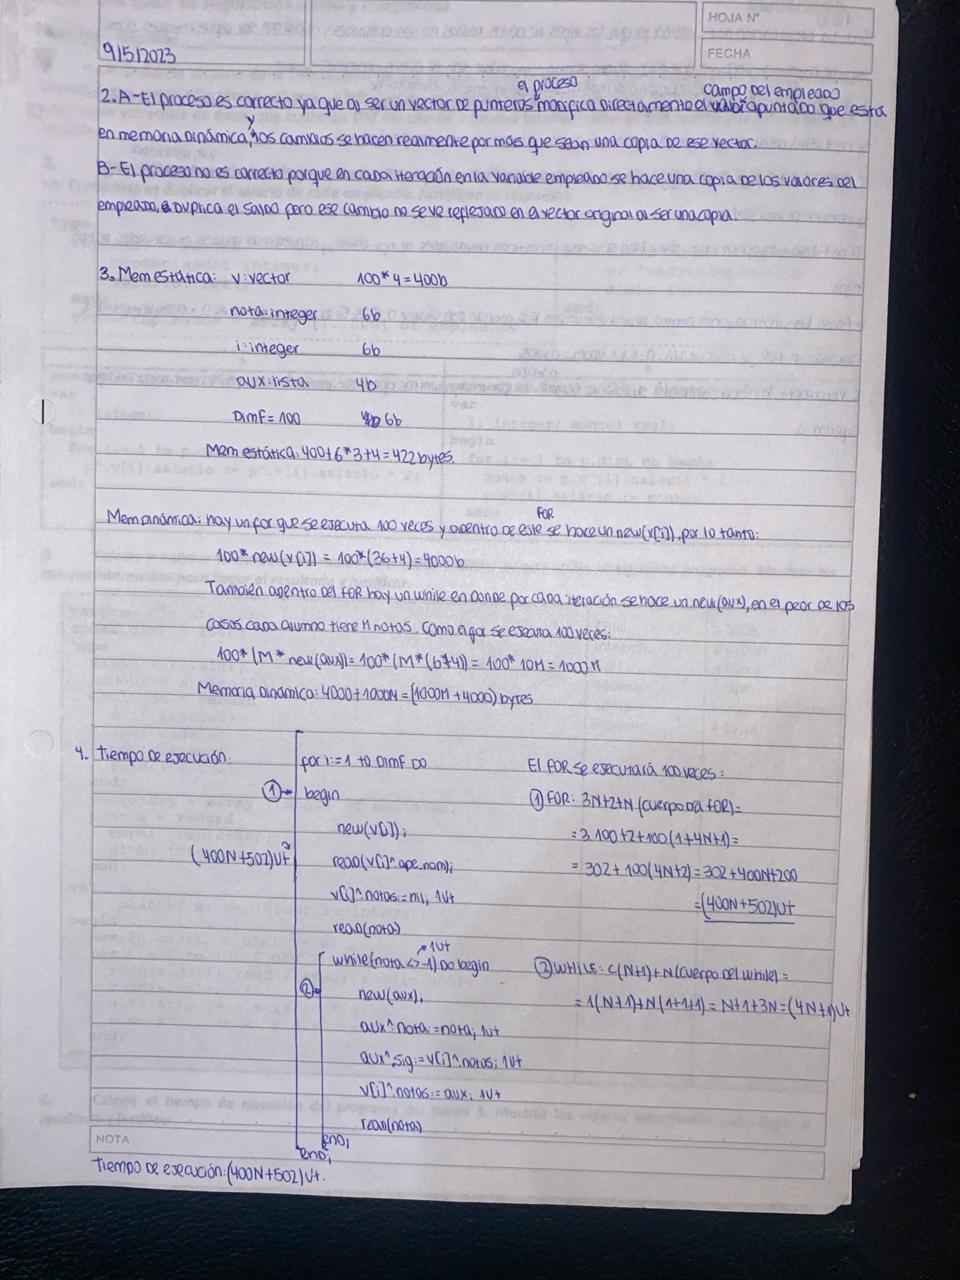 HOJA N°
9/5/2023
FECHA
el proceso
campo del empleado
2. A - El proceso es correcto ya que al ser un vector de punteros modifica directamente el apuntado que esta
y
en memoria dinámica, los cambios se hacen realmente por más que sean una copia de ese vector.
B - El proceso no es correcto porque en cada iteración en la variable empleado se hace una copia de los valores del
empleado, duplica el saldo pero ese cambio no se ve reflejado en el vector original al ser una copia.
3. Mem estática: v: vector 100*4=400b
nota: integer 6b
i: integer 6b
aux: lista 4b
Dimf = 100 6b
Mem estática: 400+6*3+4=422 bytes.
FOR
Mem dinámica: hay un for que se ejecuta 100 veces y adentro de este se hace un new(v[i]), por lo tanto:
100* new(v[i]) = 100*(36+4)=4000b
También adentro del FOR hay un while en donde por cada iteración se hace un new(aux), en el peor de los
casos cada alumno tiene M notas. Como el for se ejecuta 100 veces:
100*(M* new(aux))= 100*(M*(6+4))= 100*10M=1000M
Memoria Dinámica: 4000+1000M=(1000M+4000) bytes
4. Tiempo de ejecución: for i:=1 to Dimf DO El FOR se ejecutará 100 veces:
① begin ① FOR: 3N+2+N(cuerpo del FOR)=
new(v[i]); =3.100+2+100(1+4N+1)=
(400N+502)ut read(v[i]^.ape_nom); =302+100(4N+2)=302+400N+200
v[i]^.notas:=nil; 1ut =(400N+502)ut
read(nota)
1ut
while(nota<>-1) Do begin ② WHILE: C(N+1)+N(cuerpo del while)=
② new(aux); =1(N+1)+N(1+1+1)=N+1+3N=(4N+1)ut
aux^.nota:=nota; 1ut
aux^.sig:=v[i]^.notas; 1ut
v[i]^.notas:=aux; 1ut
read(nota)
NOTA
end;
end;
Tiempo de ejecución: (400N+502)ut.